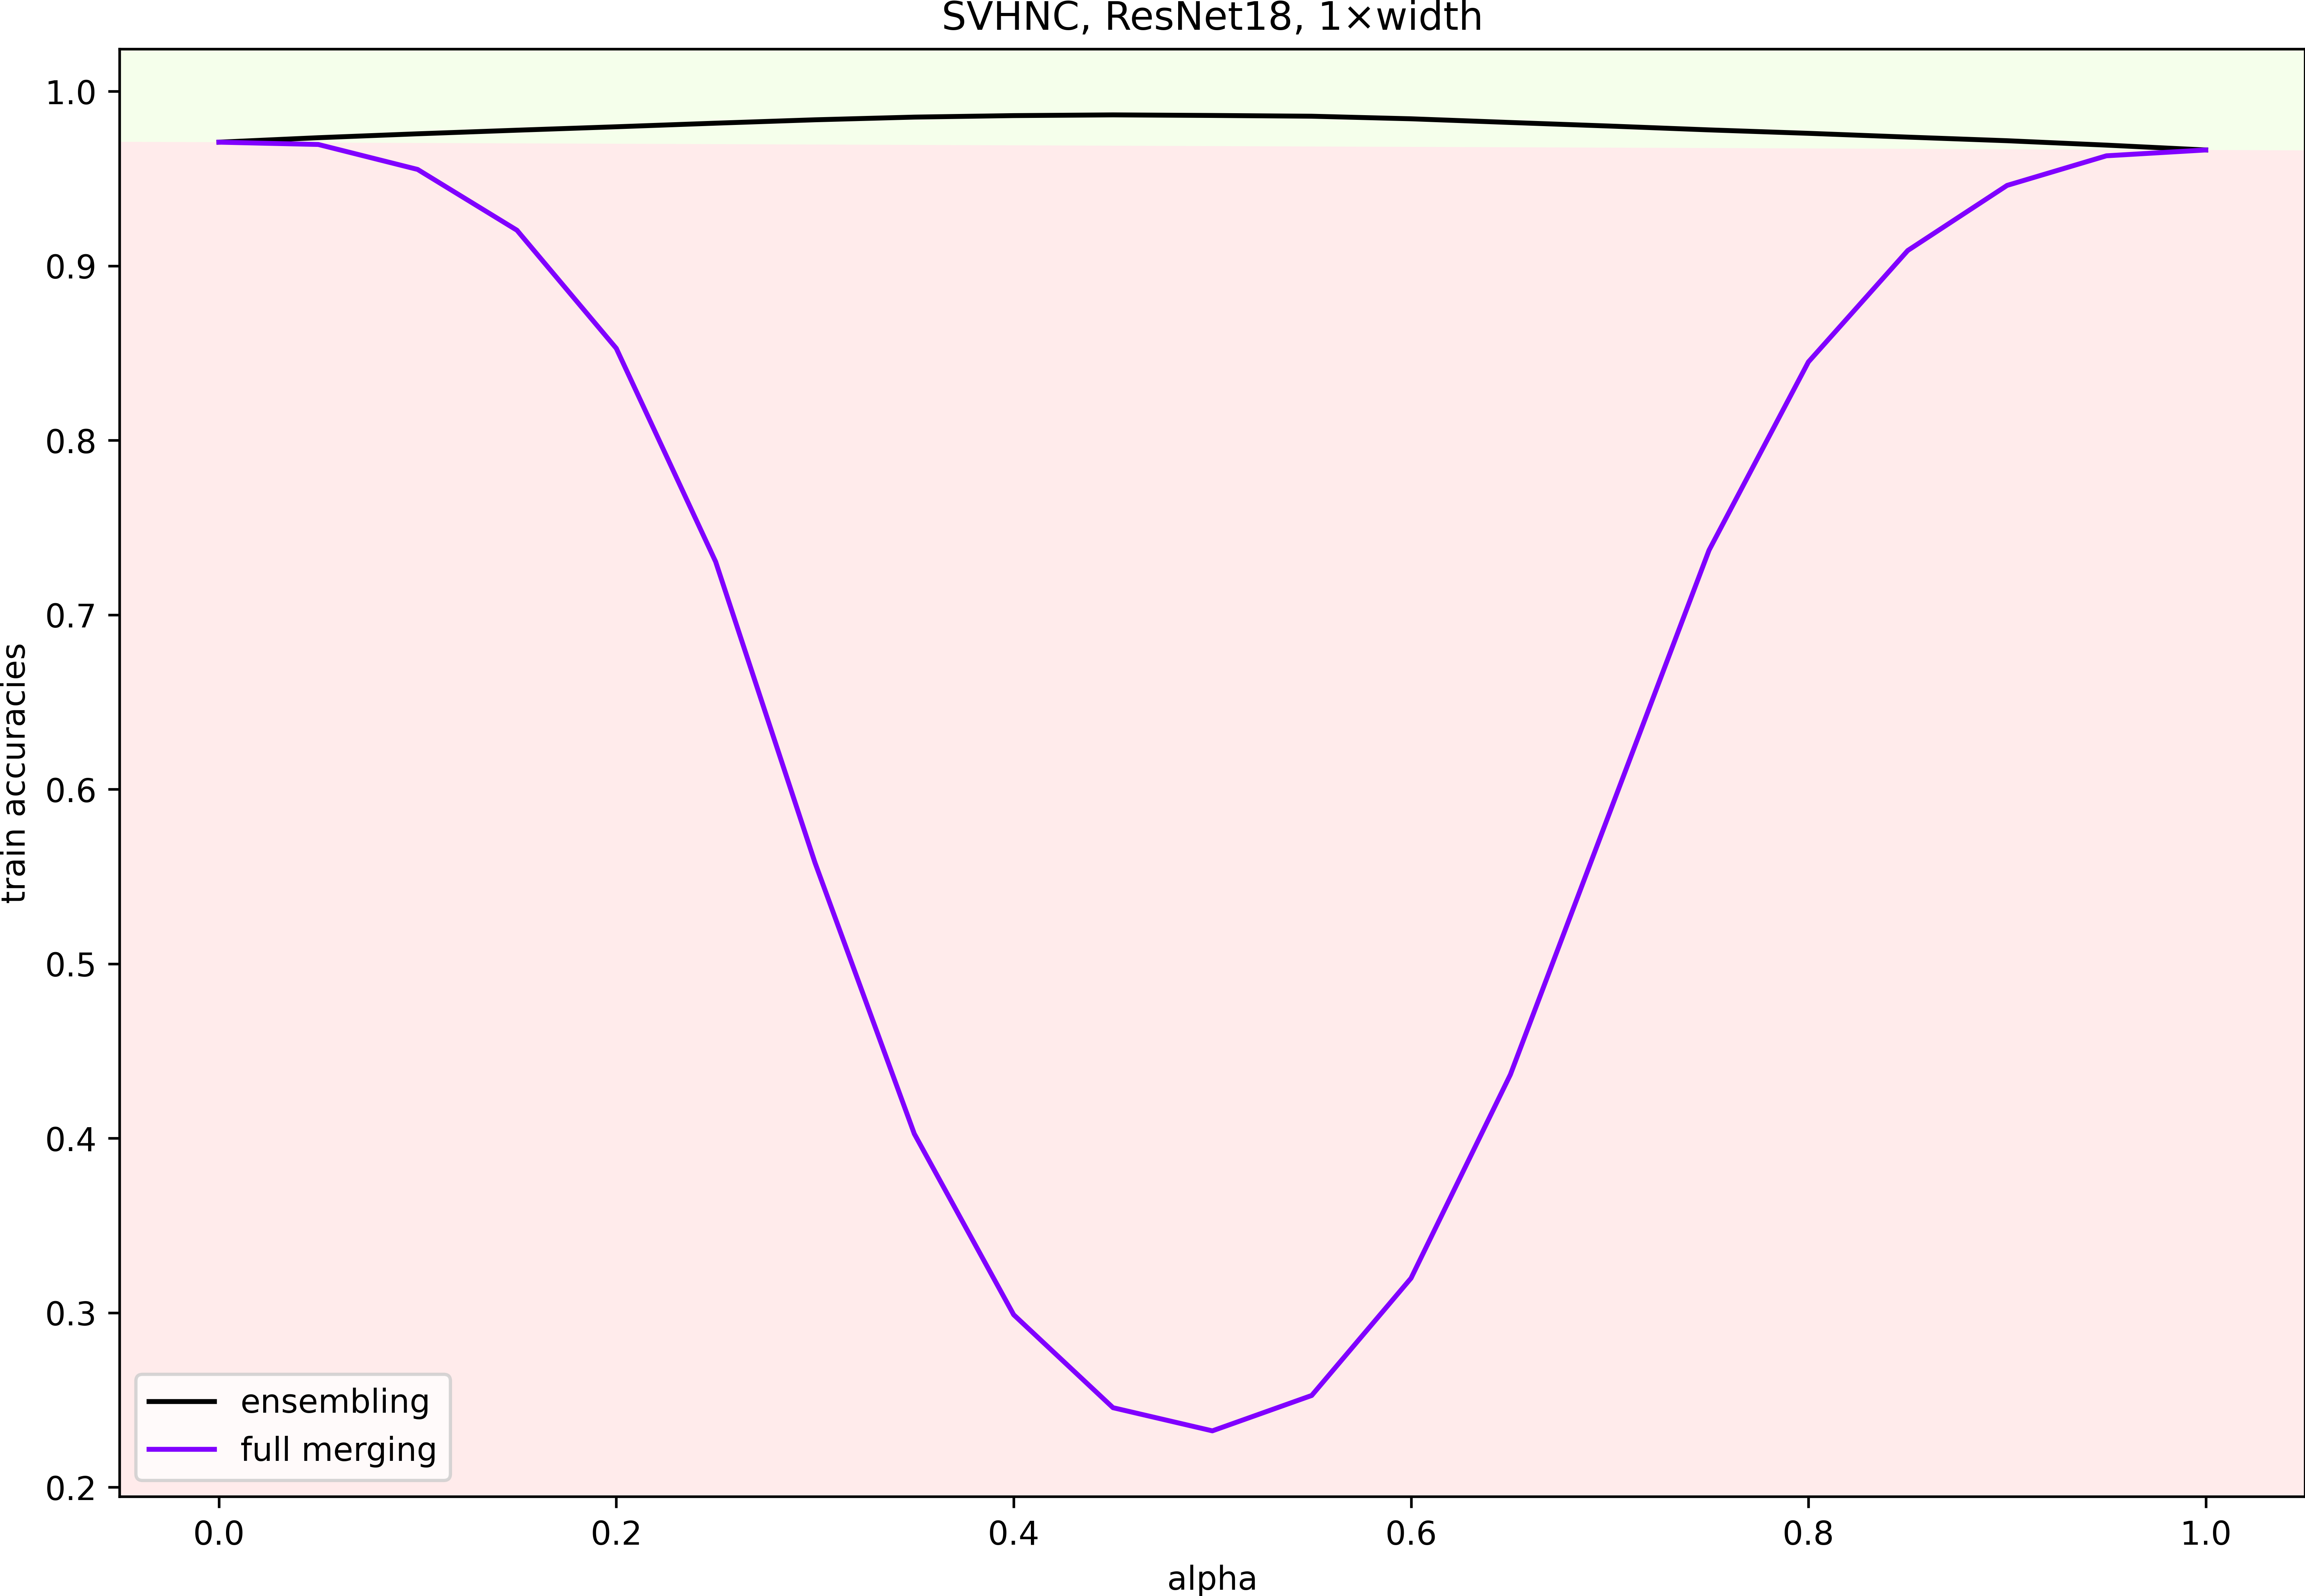 SVHNC, ResNet18, 1×width
train accuracies
1.0
0.9
0.8
0.7
0.6
0.5
0.4
0.3
0.2
ensembling
full merging
0.0 0.2 0.4 0.6 0.8 1.0
alpha